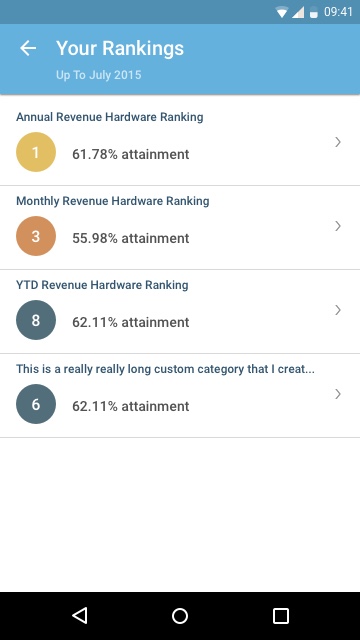 09:41
Your Rankings
Up To July 2015
Annual Revenue Hardware Ranking
1
61.78% attainment
Monthly Revenue Hardware Ranking
3
55.98% attainment
YTD Revenue Hardware Ranking
8
62.11% attainment
This is a really really long custom category that I creat...
6
62.11% attainment